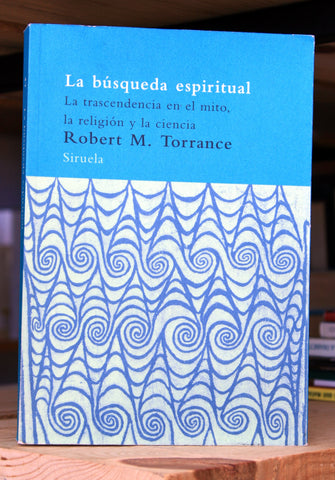 La búsqueda espiritual
La trascendencia en el mito,
la religión y la ciencia
Robert M. Torrance
Siruela